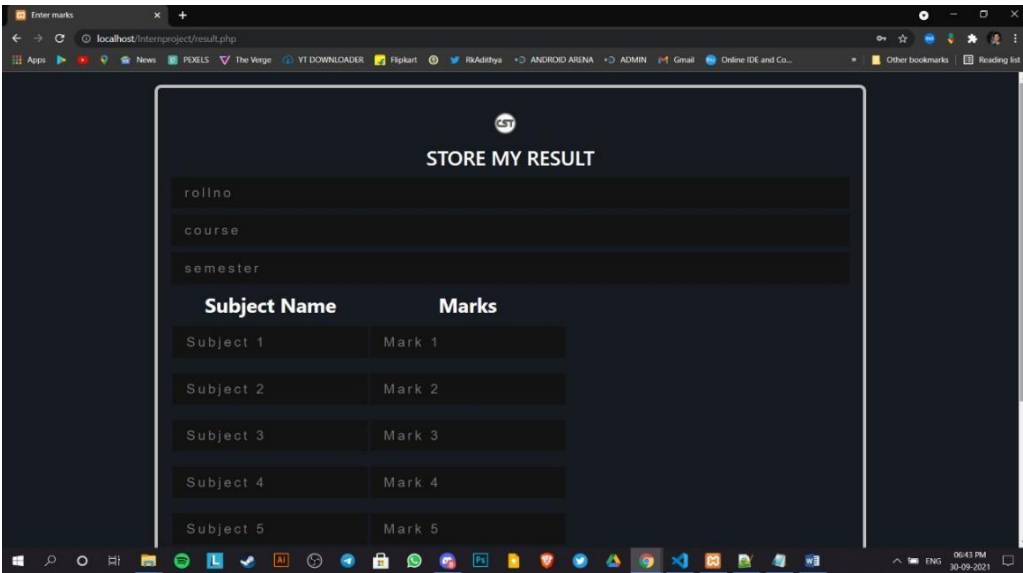 Enter marks
localhost/Internproject/result.php
Apps News PEXELS The Verge YT DOWNLOADER Flipkart RkAdithya ANDROID ARENA ADMIN Gmail Online IDE and Co... Other bookmarks Reading list
CST
STORE MY RESULT
rollno
course
semester
Subject Name Marks
Subject 1 Mark 1
Subject 2 Mark 2
Subject 3 Mark 3
Subject 4 Mark 4
Subject 5 Mark 5
L Ai Ps ENG 06:43 PM
30-09-2021